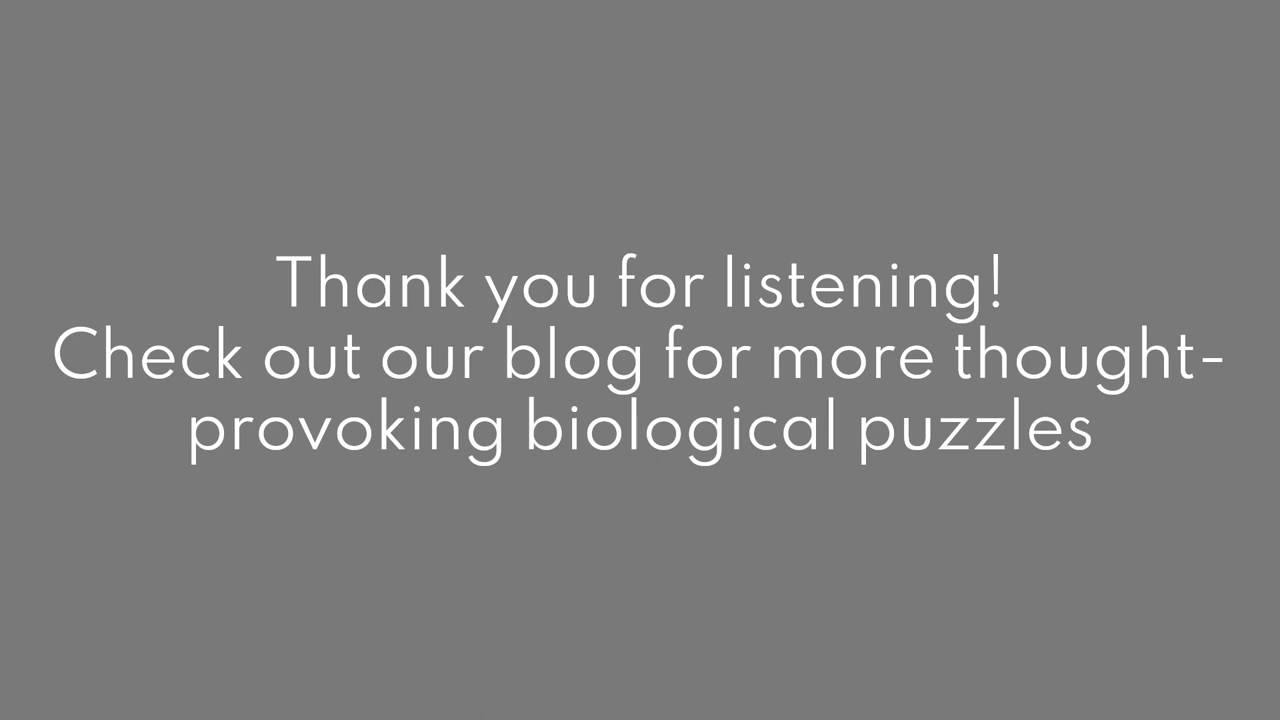 Thank you for listening!
Check out our blog for more thought-
provoking biological puzzles